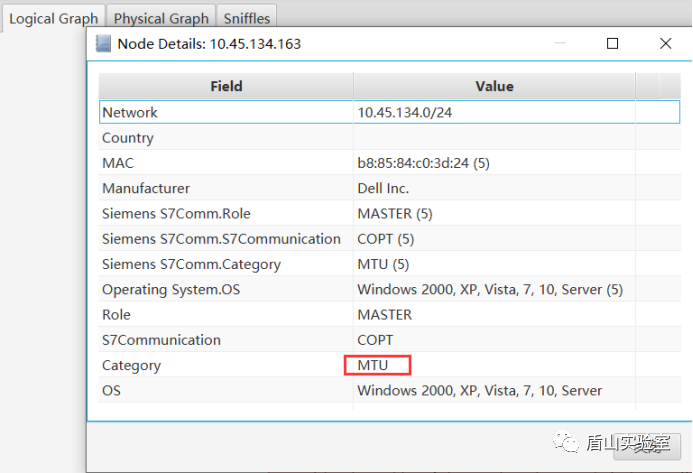 Logical Graph Physical Graph Sniffles
Node Details: 10.45.134.163
Field Value
Network 10.45.134.0/24
Country
MAC b8:85:84:c0:3d:24 (5)
Manufacturer Dell Inc.
Siemens S7Comm.Role MASTER (5)
Siemens S7Comm.S7Communication COPT (5)
Siemens S7Comm.Category MTU (5)
Operating System.OS Windows 2000, XP, Vista, 7, 10, Server (5)
Role MASTER
S7Communication COPT
Category MTU
OS Windows 2000, XP, Vista, 7, 10, Server
盾山实验室